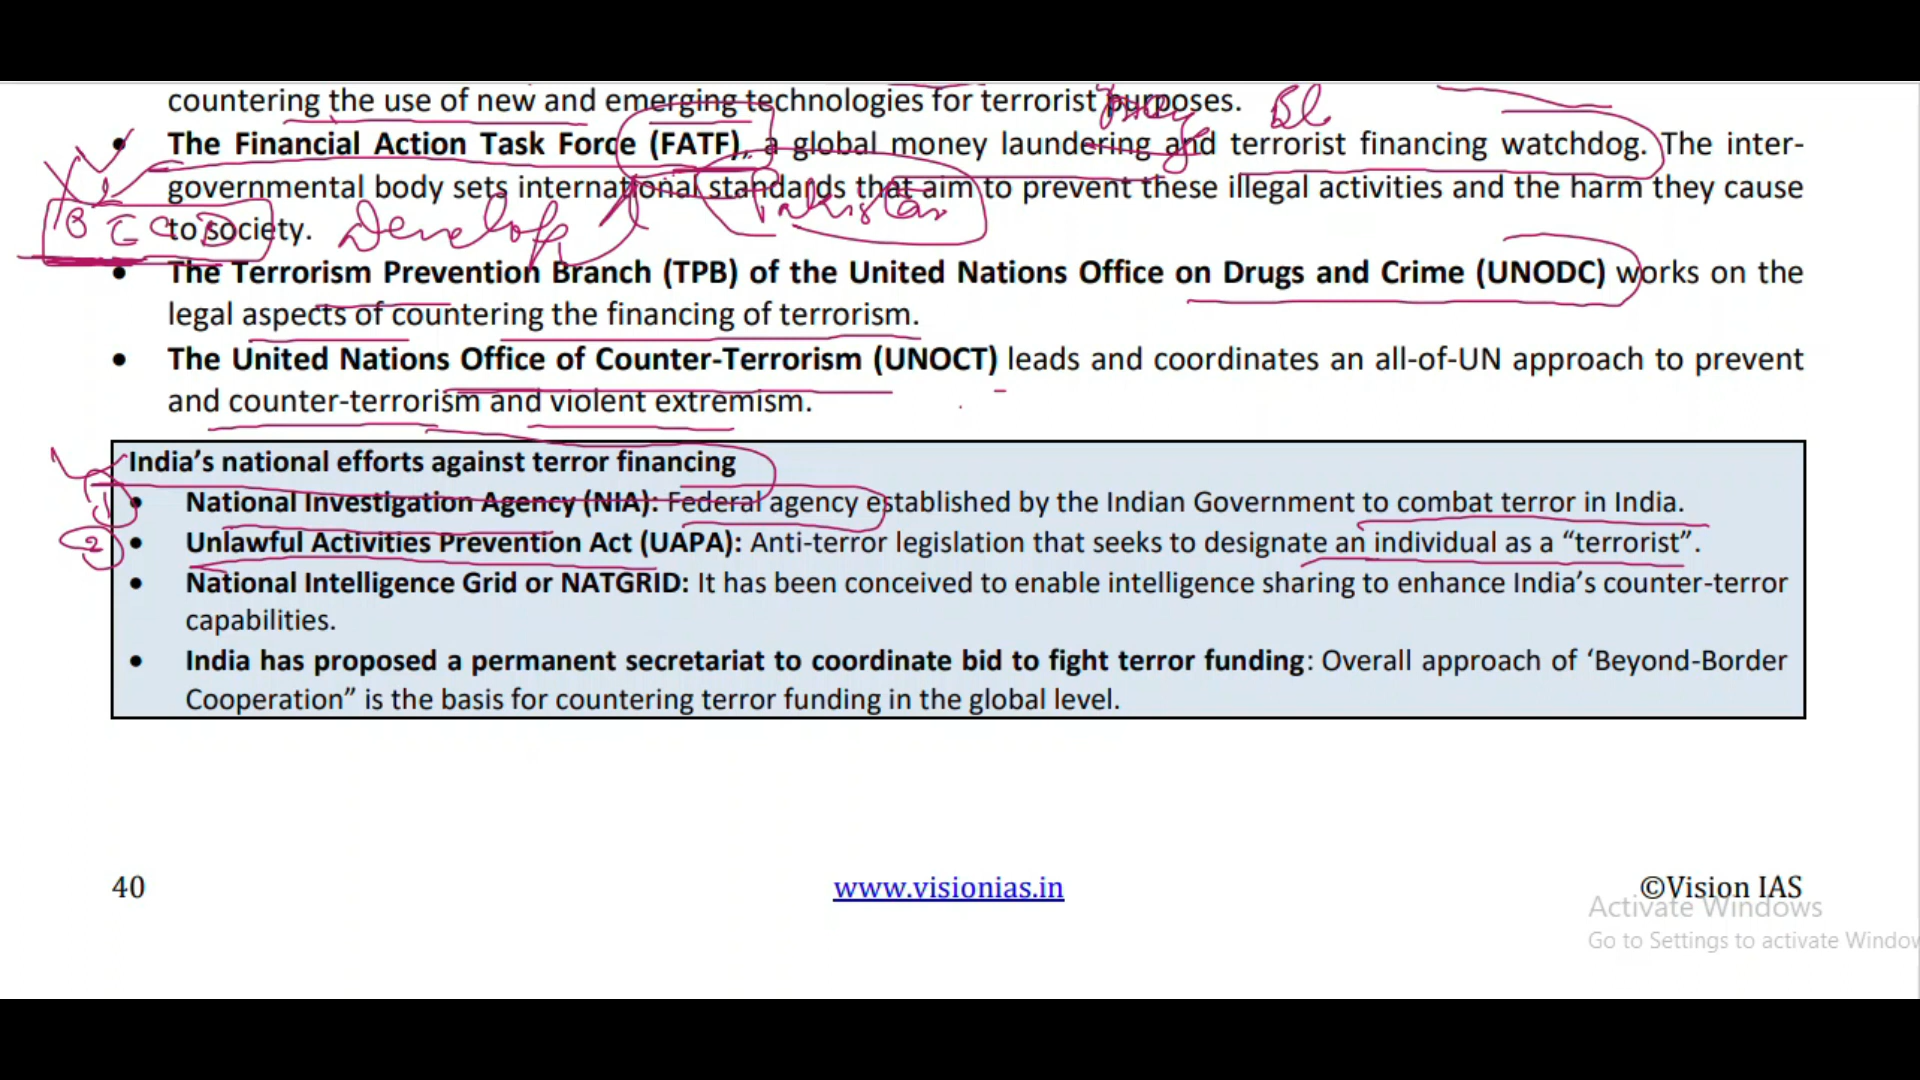 countering the use of new and emerging technologies for terrorist purposes.
Bl
• The Financial Action Task Force (FATF), a global money laundering and terrorist financing watchdog. The inter-
governmental body sets international standards that aim to prevent these illegal activities and the harm they cause
Pakistan
to society.
Develop
• The Terrorism Prevention Branch (TPB) of the United Nations Office on Drugs and Crime (UNODC) works on the
legal aspects of countering the financing of terrorism.
• The United Nations Office of Counter-Terrorism (UNOCT) leads and coordinates an all-of-UN approach to prevent
and counter-terrorism and violent extremism.
India’s national efforts against terror financing
1
• National Investigation Agency (NIA): Federal agency established by the Indian Government to combat terror in India.
2
• Unlawful Activities Prevention Act (UAPA): Anti-terror legislation that seeks to designate an individual as a “terrorist”.
• National Intelligence Grid or NATGRID: It has been conceived to enable intelligence sharing to enhance India’s counter-terror
capabilities.
• India has proposed a permanent secretariat to coordinate bid to fight terror funding: Overall approach of ‘Beyond-Border
Cooperation” is the basis for countering terror funding in the global level.
40
www.visionias.in
©Vision IAS
Activate Windows
Go to Settings to activate Window